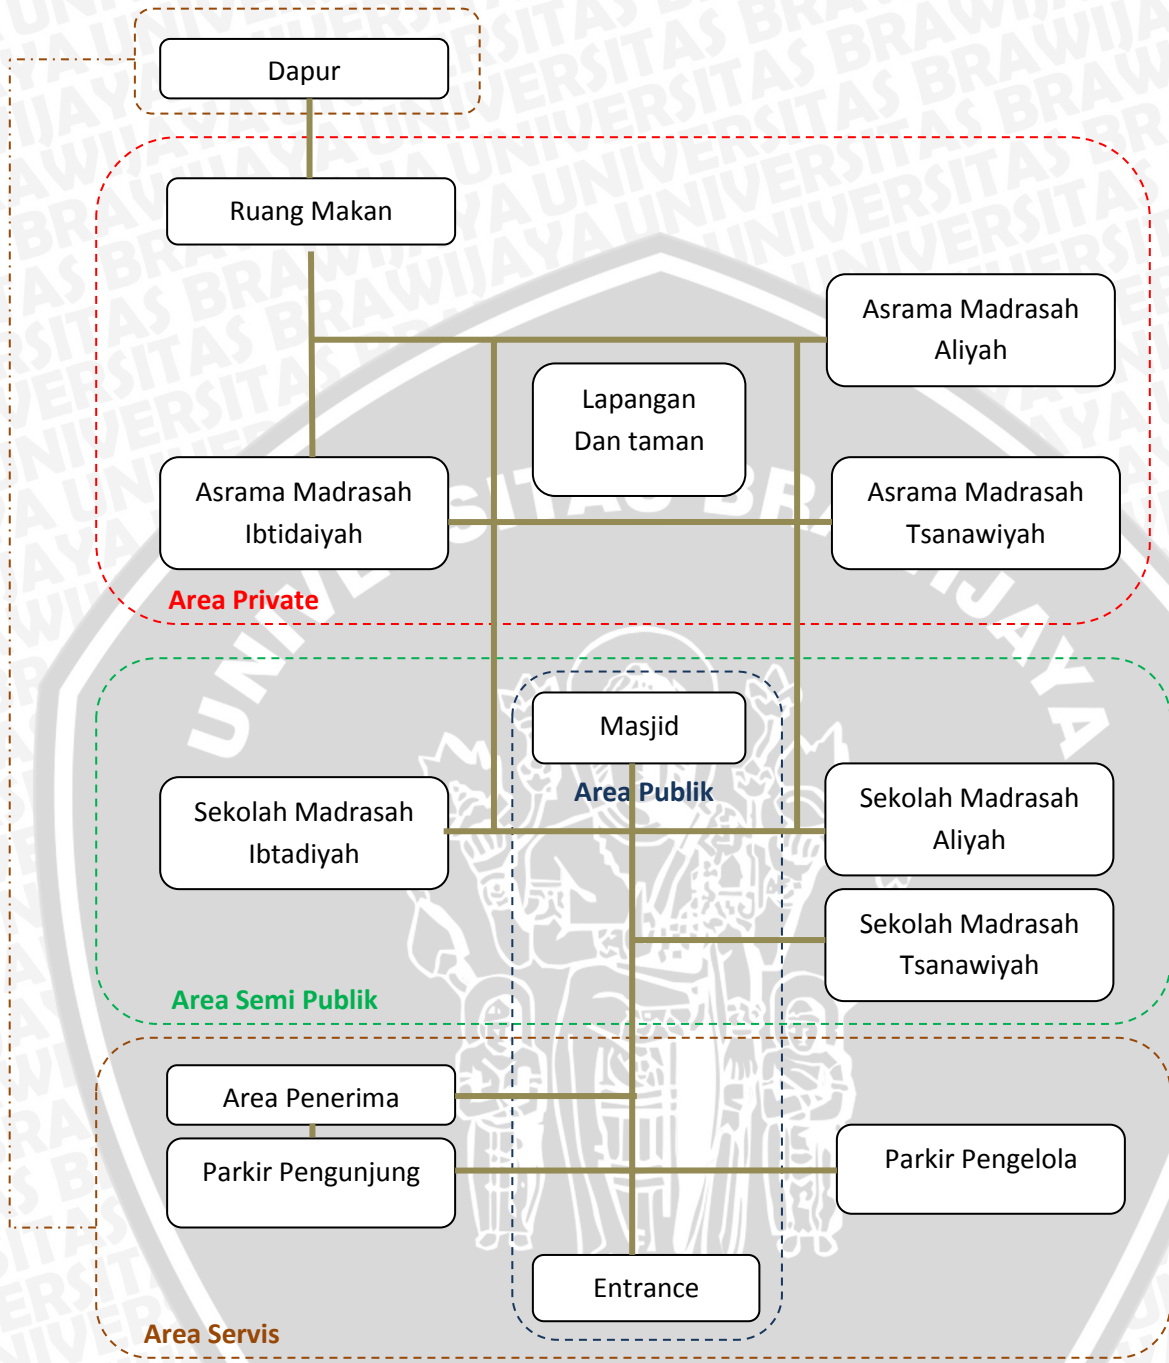 Dapur
Ruang Makan
Asrama Madrasah
Aliyah
Lapangan
Dan taman
Asrama Madrasah
Ibtidaiyah
Asrama Madrasah
Tsanawiyah
Area Private
Masjid
Area Publik
Sekolah Madrasah
Ibtadiyah
Sekolah Madrasah
Aliyah
Sekolah Madrasah
Tsanawiyah
Area Semi Publik
Area Penerima
Parkir Pengunjung
Parkir Pengelola
Entrance
Area Servis
UNIVERSITAS BRAWIJAYA